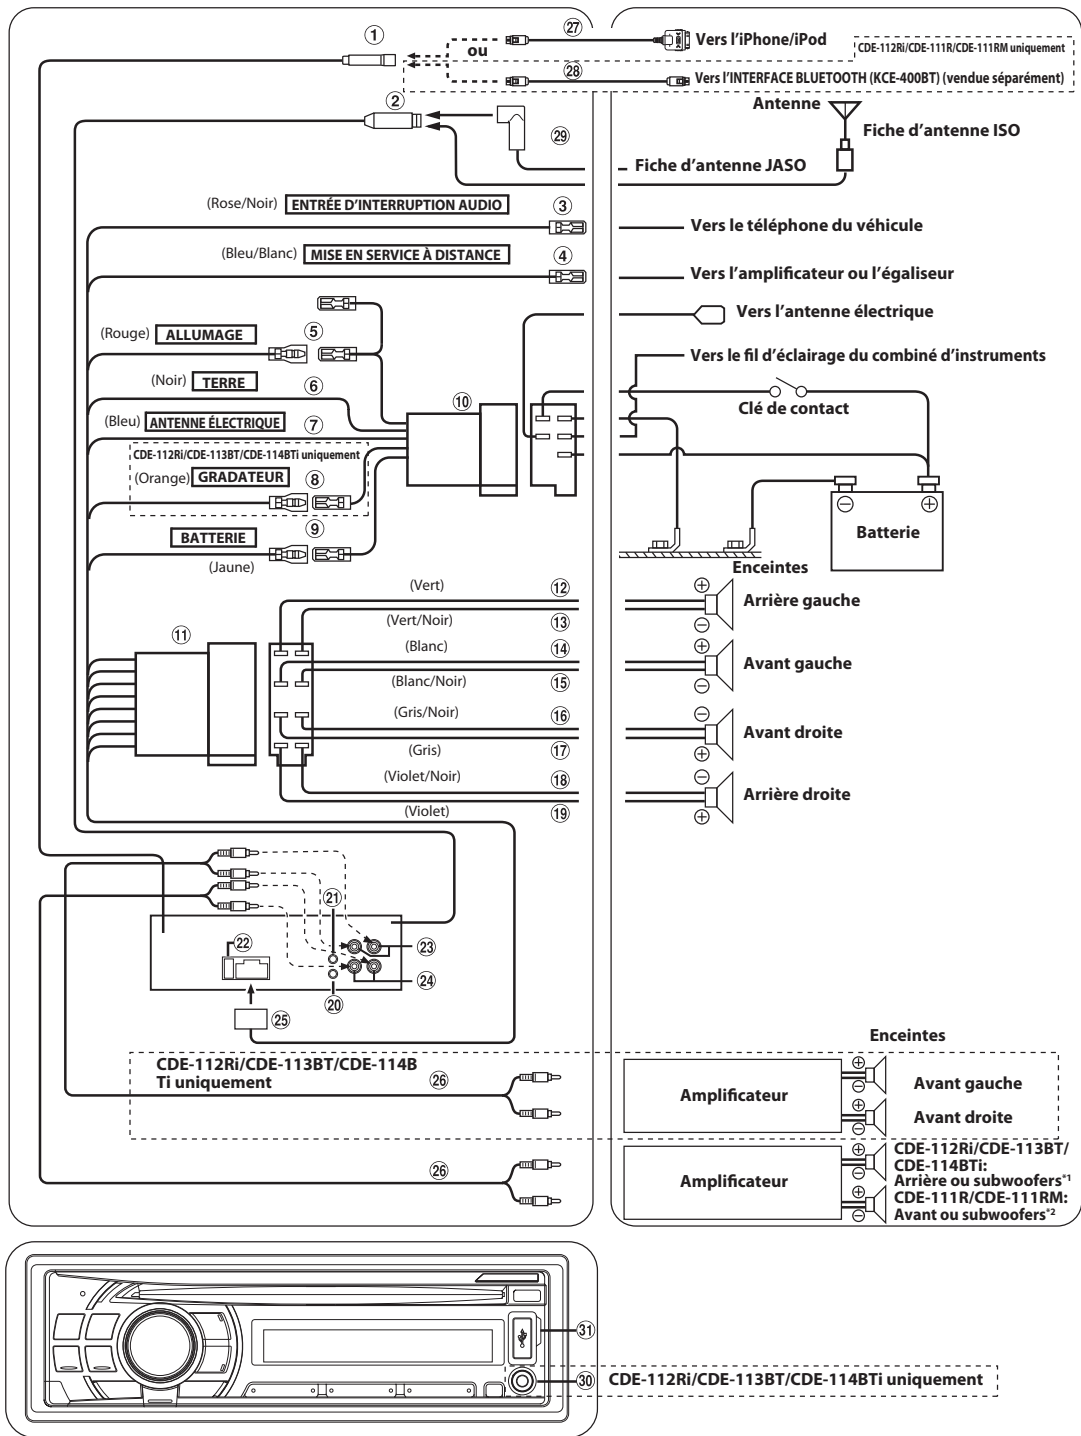 ① ㉗ Vers l'iPhone/iPod
ou
CDE-112Ri/CDE-111R/CDE-111RM uniquement
㉘ Vers l'INTERFACE BLUETOOTH (KCE-400BT) (vendue séparément)
② Antenne
㉙ Fiche d'antenne ISO
Fiche d'antenne JASO
(Rose/Noir) ENTRÉE D'INTERRUPTION AUDIO ③ Vers le téléphone du véhicule
(Bleu/Blanc) MISE EN SERVICE À DISTANCE ④ Vers l'amplificateur ou l'égaliseur
Vers l'antenne électrique
(Rouge) ALLUMAGE ⑤
Vers le fil d'éclairage du combiné d'instruments
(Noir) TERRE ⑥ ⑩ Clé de contact
(Bleu) ANTENNE ÉLECTRIQUE ⑦
CDE-112Ri/CDE-113BT/CDE-114BTi uniquement
(Orange) GRADATEUR ⑧
⊖ ⊕
Batterie
BATTERIE ⑨
(Jaune)
Enceintes
(Vert) ⑫ ⊕ Arrière gauche
(Vert/Noir) ⑬ ⊖
⑪
(Blanc) ⑭ ⊕ Avant gauche
(Blanc/Noir) ⑮ ⊖
(Gris/Noir) ⑯ ⊖ Avant droite
(Gris) ⑰ ⊕
(Violet/Noir) ⑱ ⊖ Arrière droite
(Violet) ⑲ ⊕
㉑
㉒ ㉓
㉔
⑳
㉕
Enceintes
CDE-112Ri/CDE-113BT/CDE-114B
Ti uniquement ㉖
Amplificateur
⊕ ⊖ Avant gauche
⊕ ⊖ Avant droite
㉖
Amplificateur
⊕ ⊖ CDE-112Ri/CDE-113BT/
CDE-114BTi:
Arrière ou subwoofers*1
⊕ ⊖ CDE-111R/CDE-111RM:
Avant ou subwoofers*2
㉛
㉚ CDE-112Ri/CDE-113BT/CDE-114BTi uniquement